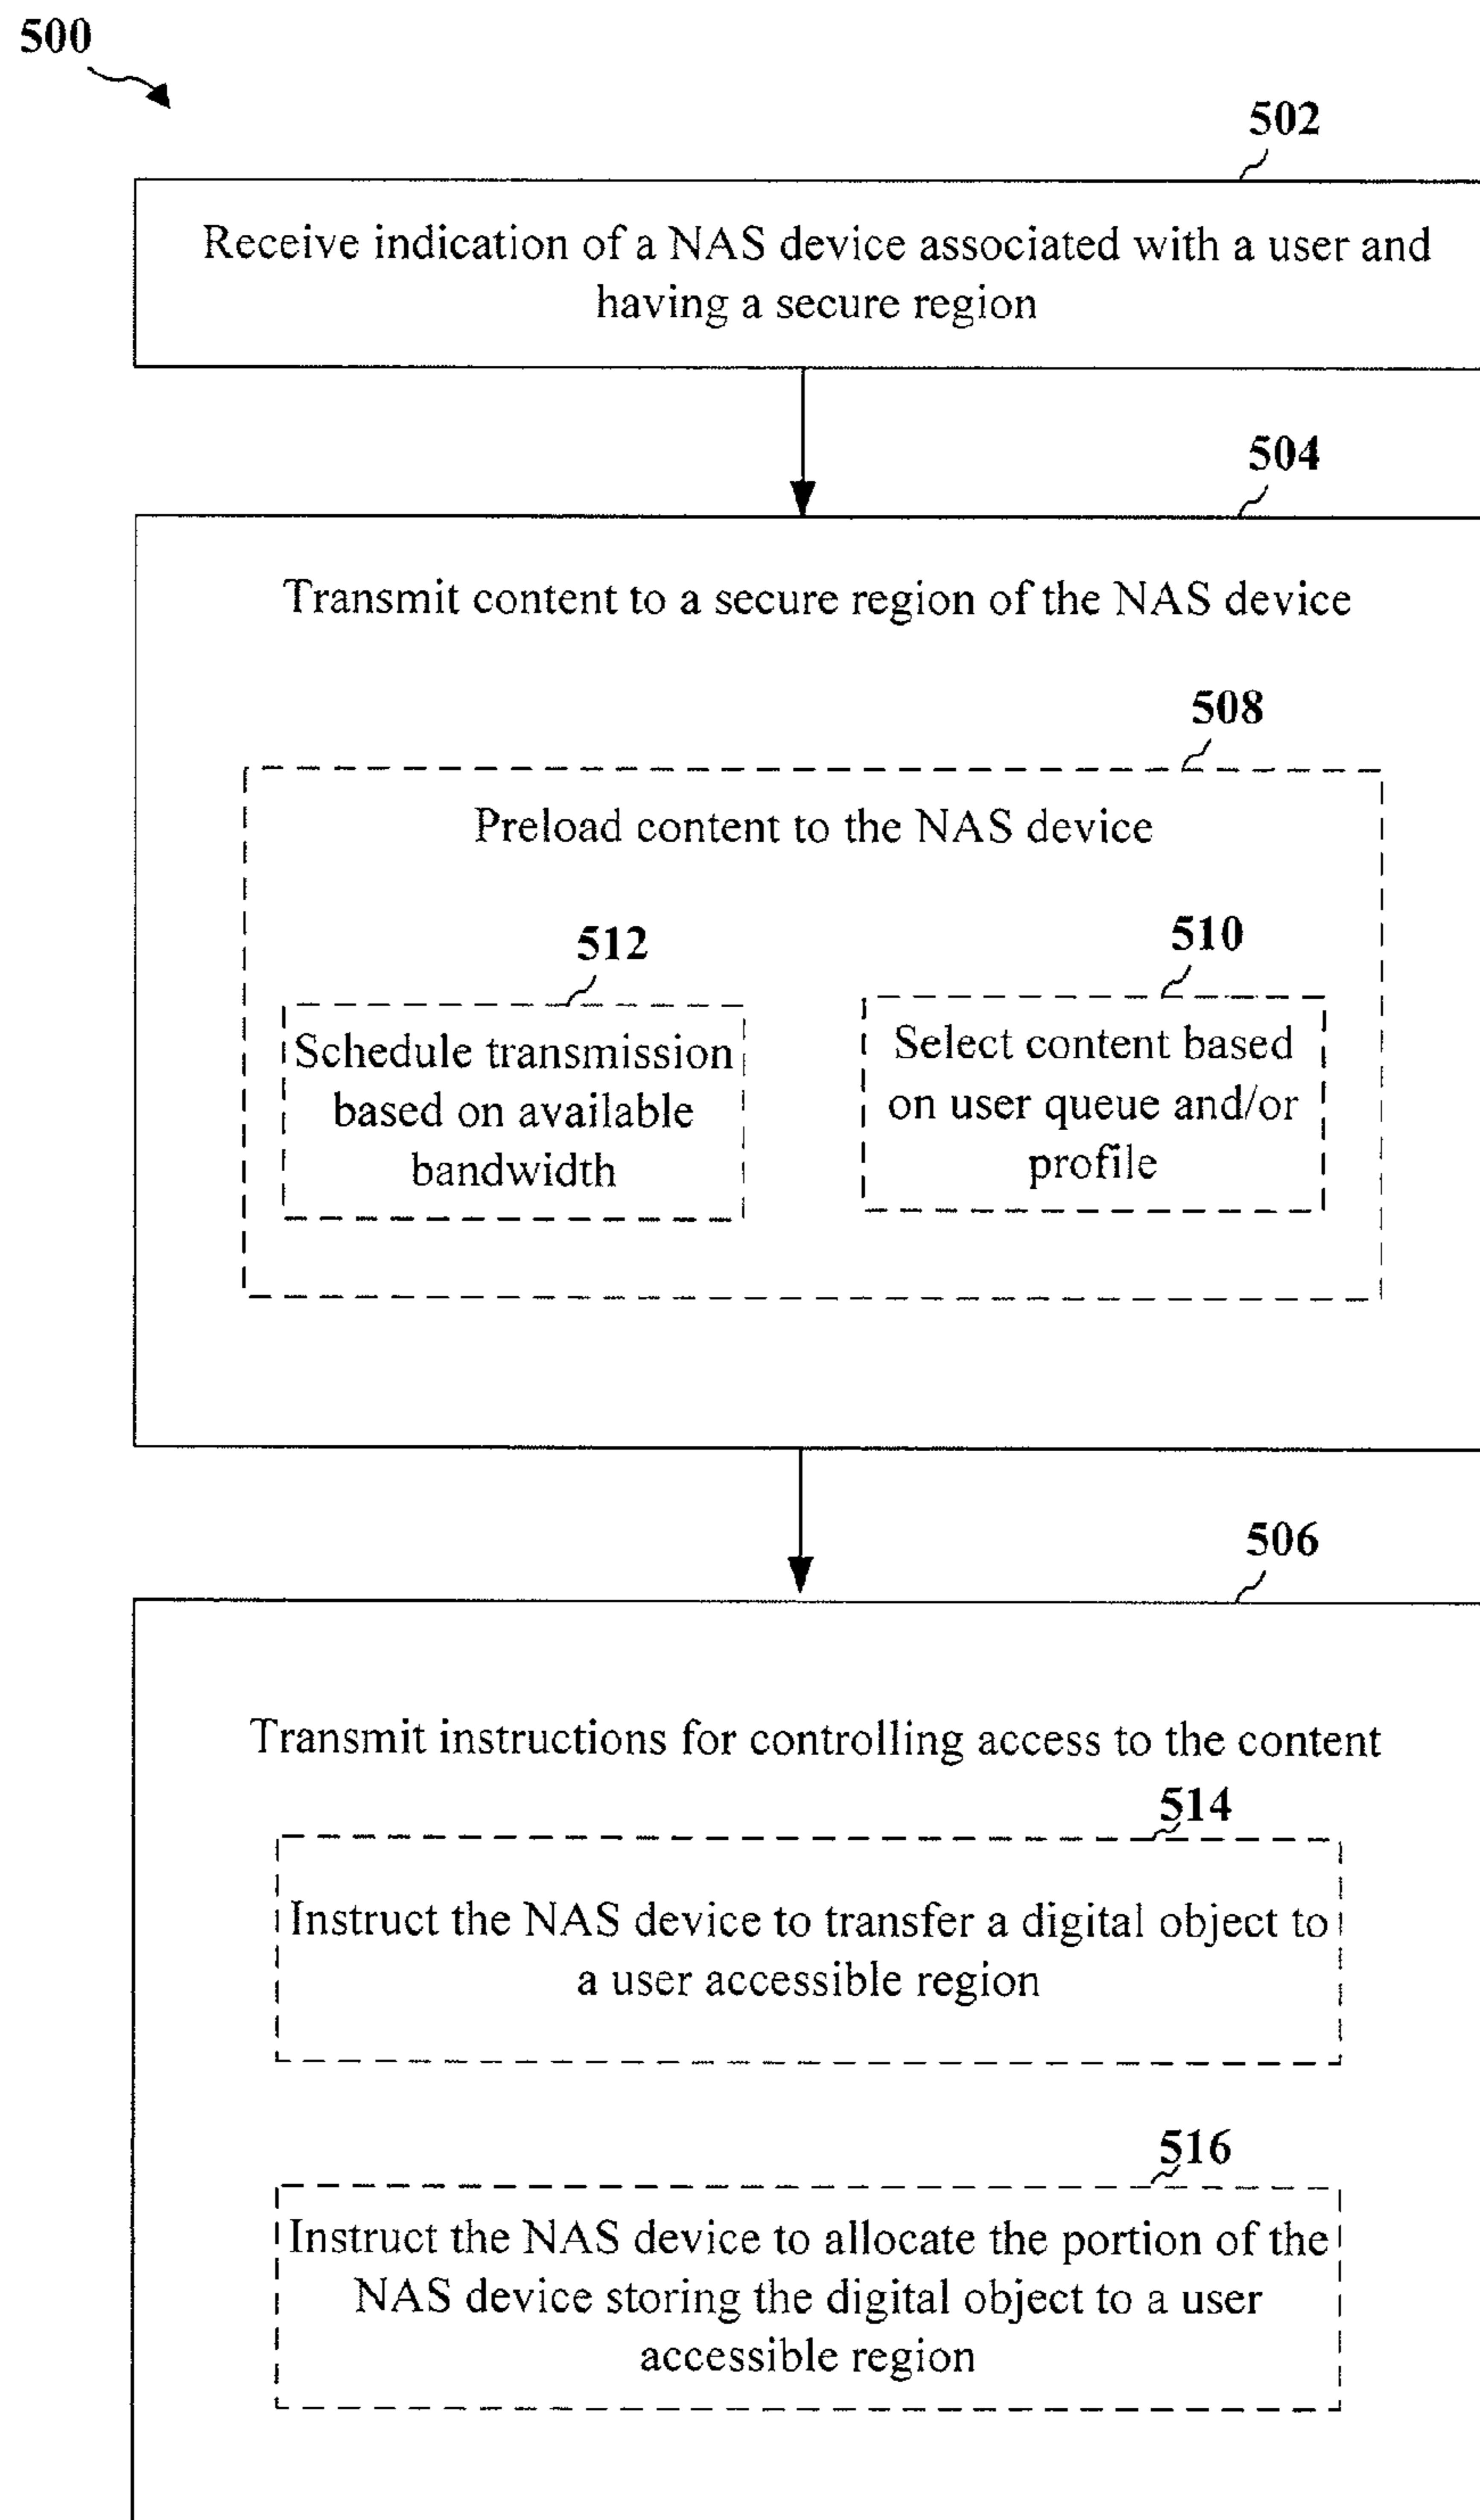 500
502
Receive indication of a NAS device associated with a user and
having a secure region
504
Transmit content to a secure region of the NAS device
508
Preload content to the NAS device
512
Schedule transmission
based on available
bandwidth
510
Select content based
on user queue and/or
profile
506
Transmit instructions for controlling access to the content
514
Instruct the NAS device to transfer a digital object to
a user accessible region
516
Instruct the NAS device to allocate the portion of the
NAS device storing the digital object to a user
accessible region